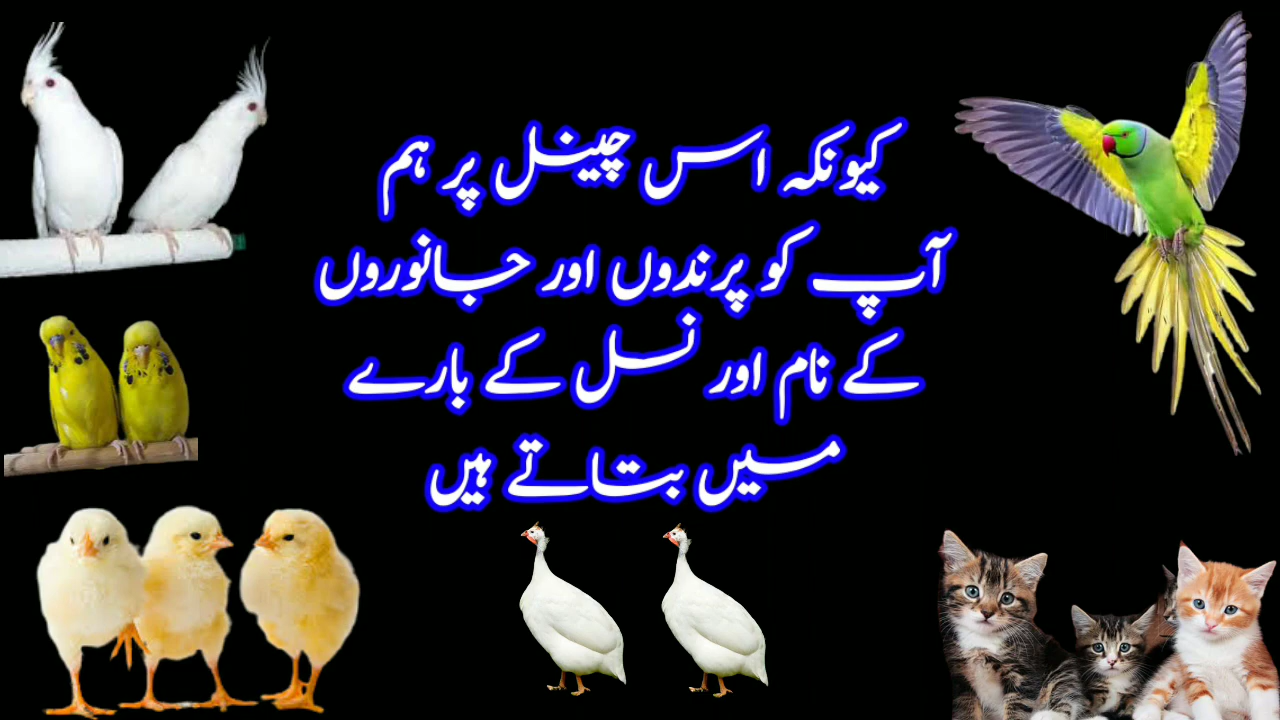 کیونکہ اس چینل پر ہم
آپ کو پرندوں اور جانوروں
کے نام اور نسل کے بارے
میں بتاتے ہیں